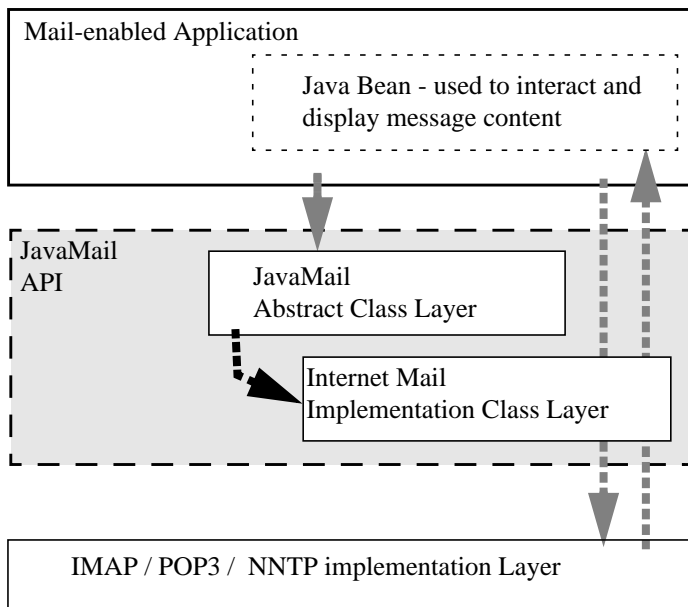 Mail-enabled Application
Java Bean - used to interact and
display message content
JavaMail
API
JavaMail
Abstract Class Layer
Internet Mail
Implementation Class Layer
IMAP / POP3 / NNTP implementation Layer